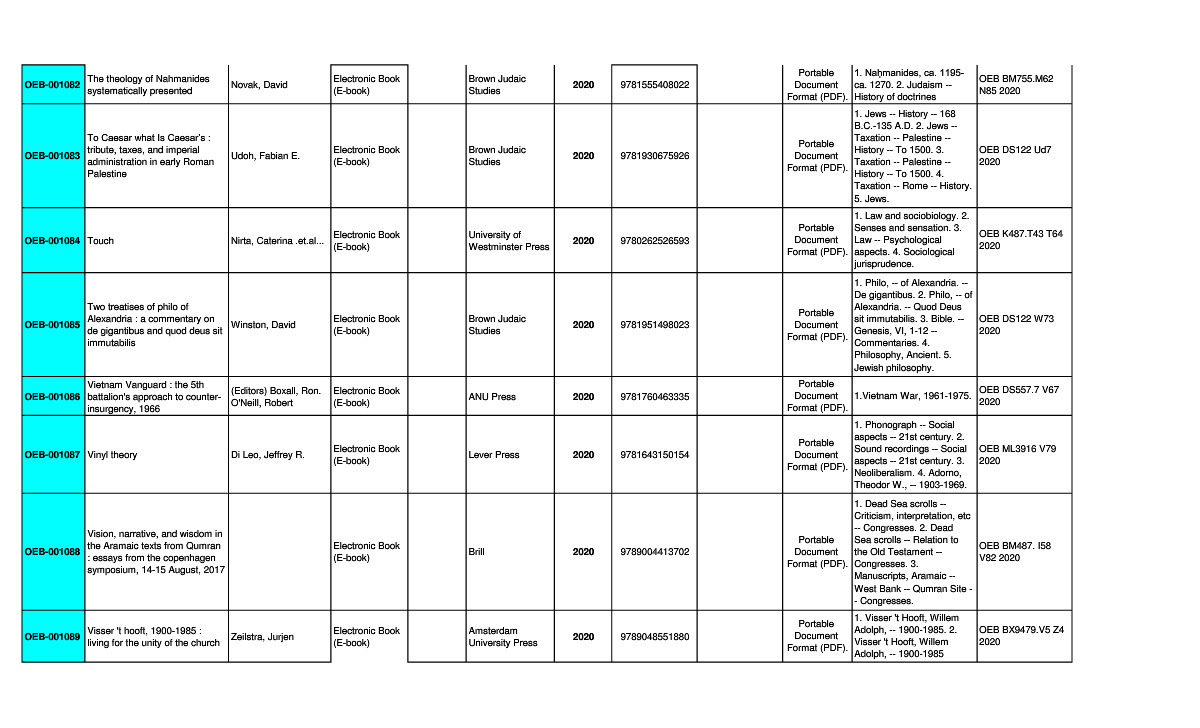 OEB-001082
The theology of Nahmanides
systematically presented
Novak, David
Electronic Book
(E-book)
Brown Judaic
Studies
2020
9781555408022
Portable
Document
Format (PDF).
1. Naḥmanides, ca. 1195-
ca. 1270. 2. Judaism --
History of doctrines
OEB BM755.M62
N85 2020
OEB-001083
To Caesar what Is Caesar's :
tribute, taxes, and imperial
administration in early Roman
Palestine
Udoh, Fabian E.
Electronic Book
(E-book)
Brown Judaic
Studies
2020
9781930675926
Portable
Document
Format (PDF).
1. Jews -- History -- 168
B.C.-135 A.D. 2. Jews --
Taxation -- Palestine --
History -- To 1500. 3.
Taxation -- Palestine --
History -- To 1500. 4.
Taxation -- Rome -- History.
5. Jews.
OEB DS122 Ud7
2020
OEB-001084
Touch
Nirta, Caterina .et.al...
Electronic Book
(E-book)
University of
Westminster Press
2020
9780262526593
Portable
Document
Format (PDF).
1. Law and sociobiology. 2.
Senses and sensation. 3.
Law -- Psychological
aspects. 4. Sociological
jurisprudence.
OEB K487.T43 T64
2020
OEB-001085
Two treatises of philo of
Alexandria : a commentary on
de gigantibus and quod deus sit
immutabilis
Winston, David
Electronic Book
(E-book)
Brown Judaic
Studies
2020
9781951498023
Portable
Document
Format (PDF).
1. Philo, -- of Alexandria. --
De gigantibus. 2. Philo, -- of
Alexandria. -- Quod Deus
sit immutabilis. 3. Bible. --
Genesis, VI, 1-12 --
Commentaries. 4.
Philosophy, Ancient. 5.
Jewish philosophy.
OEB DS122 W73
2020
OEB-001086
Vietnam Vanguard : the 5th
battalion's approach to counter-
insurgency, 1966
(Editors) Boxall, Ron.
O'Neill, Robert
Electronic Book
(E-book)
ANU Press
2020
9781760463335
Portable
Document
Format (PDF).
1.Vietnam War, 1961-1975.
OEB DS557.7 V67
2020
OEB-001087
Vinyl theory
Di Leo, Jeffrey R.
Electronic Book
(E-book)
Lever Press
2020
9781643150154
Portable
Document
Format (PDF).
1. Phonograph -- Social
aspects -- 21st century. 2.
Sound recordings -- Social
aspects -- 21st century. 3.
Neoliberalism. 4. Adorno,
Theodor W., -- 1903-1969.
OEB ML3916 V79
2020
OEB-001088
Vision, narrative, and wisdom in
the Aramaic texts from Qumran
: essays from the copenhagen
symposium, 14-15 August, 2017
Electronic Book
(E-book)
Brill
2020
9789004413702
Portable
Document
Format (PDF).
1. Dead Sea scrolls --
Criticism, interpretation, etc
-- Congresses. 2. Dead
Sea scrolls -- Relation to
the Old Testament --
Congresses. 3.
Manuscripts, Aramaic --
West Bank -- Qumran Site -
- Congresses.
OEB BM487. I58
V82 2020
OEB-001089
Visser 't hooft, 1900-1985 :
living for the unity of the church
Zeilstra, Jurjen
Electronic Book
(E-book)
Amsterdam
University Press
2020
9789048551880
Portable
Document
Format (PDF).
1. Visser 't Hooft, Willem
Adolph, -- 1900-1985. 2.
Visser 't Hooft, Willem
Adolph, -- 1900-1985
OEB BX9479.V5 Z4
2020